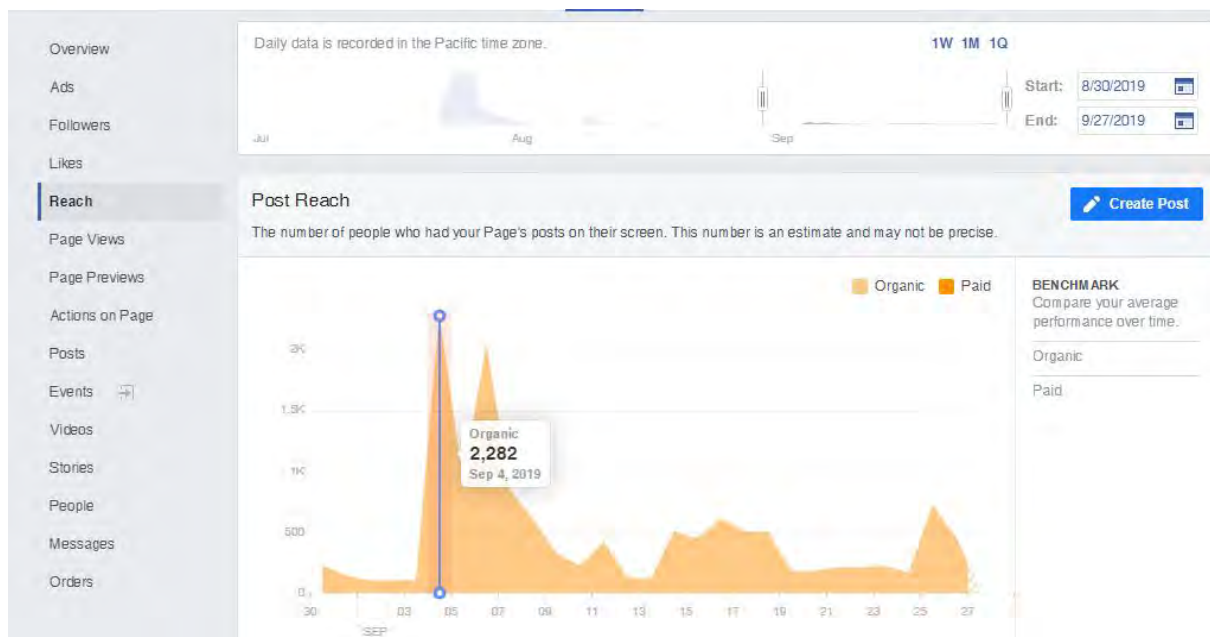 Overview
Ads
Followers
Likes
Reach
Page Views
Page Previews
Actions on Page
Posts
Events
Videos
Stories
People
Messages
Orders
Daily data is recorded in the Pacific time zone.
1W 1M 1Q
Jul
Aug
Sep
Start: 8/30/2019
End: 9/27/2019
Post Reach
Create Post
The number of people who had your Page's posts on their screen. This number is an estimate and may not be precise.
Organic Paid
2K
1.5K
1K
500
0
Organic
2,282
Sep 4, 2019
30 03 05 07 09 11 13 15 17 19 21 23 25 27
SEP
BENCHMARK
Compare your average
performance over time.
Organic
Paid